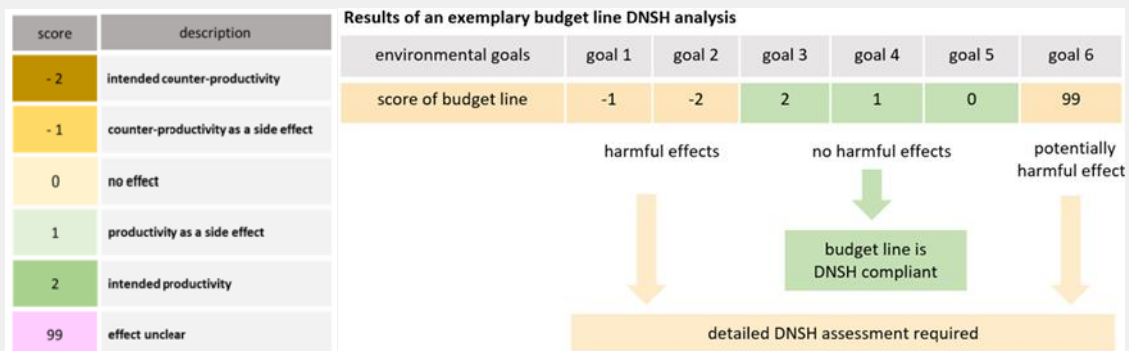 score description
- 2 intended counter-productivity
- 1 counter-productivity as a side effect
0 no effect
1 productivity as a side effect
2 intended productivity
99 effect unclear
Results of an exemplary budget line DNSH analysis
environmental goals goal 1 goal 2 goal 3 goal 4 goal 5 goal 6
score of budget line -1 -2 2 1 0 99
harmful effects no harmful effects potentially
harmful effect
budget line is
DNSH compliant
detailed DNSH assessment required